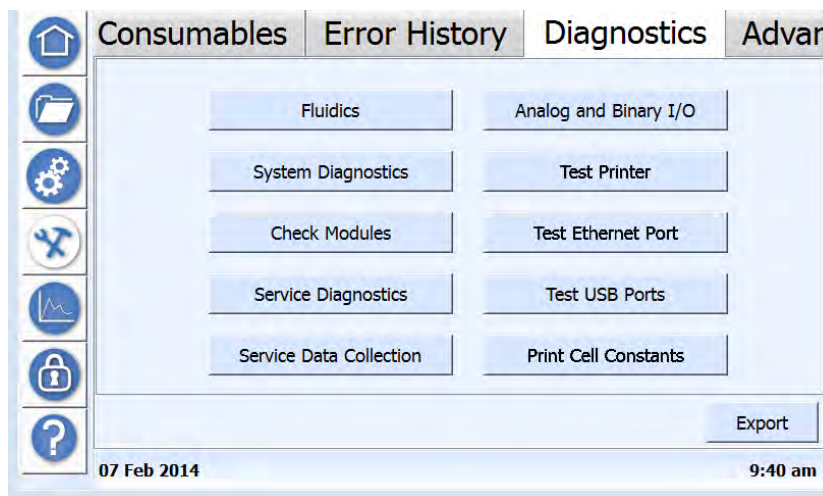 Consumables Error History Diagnostics Advan
Fluidics Analog and Binary I/O
System Diagnostics Test Printer
Check Modules Test Ethernet Port
Service Diagnostics Test USB Ports
Service Data Collection Print Cell Constants
Export
07 Feb 2014 9:40 am